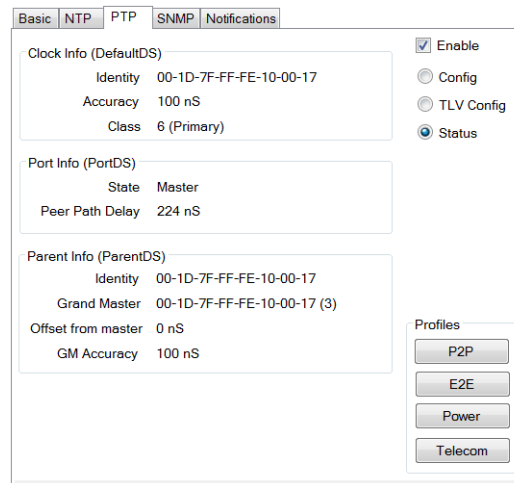 Basic NTP PTP SNMP Notifications
Clock Info (DefaultDS)
Identity 00-1D-7F-FF-FE-10-00-17
Accuracy 100 nS
Class 6 (Primary)
Port Info (PortDS)
State Master
Peer Path Delay 224 nS
Parent Info (ParentDS)
Identity 00-1D-7F-FF-FE-10-00-17
Grand Master 00-1D-7F-FF-FE-10-00-17 (3)
Offset from master 0 nS
GM Accuracy 100 nS
Enable
Config
TLV Config
Status
Profiles
P2P
E2E
Power
Telecom